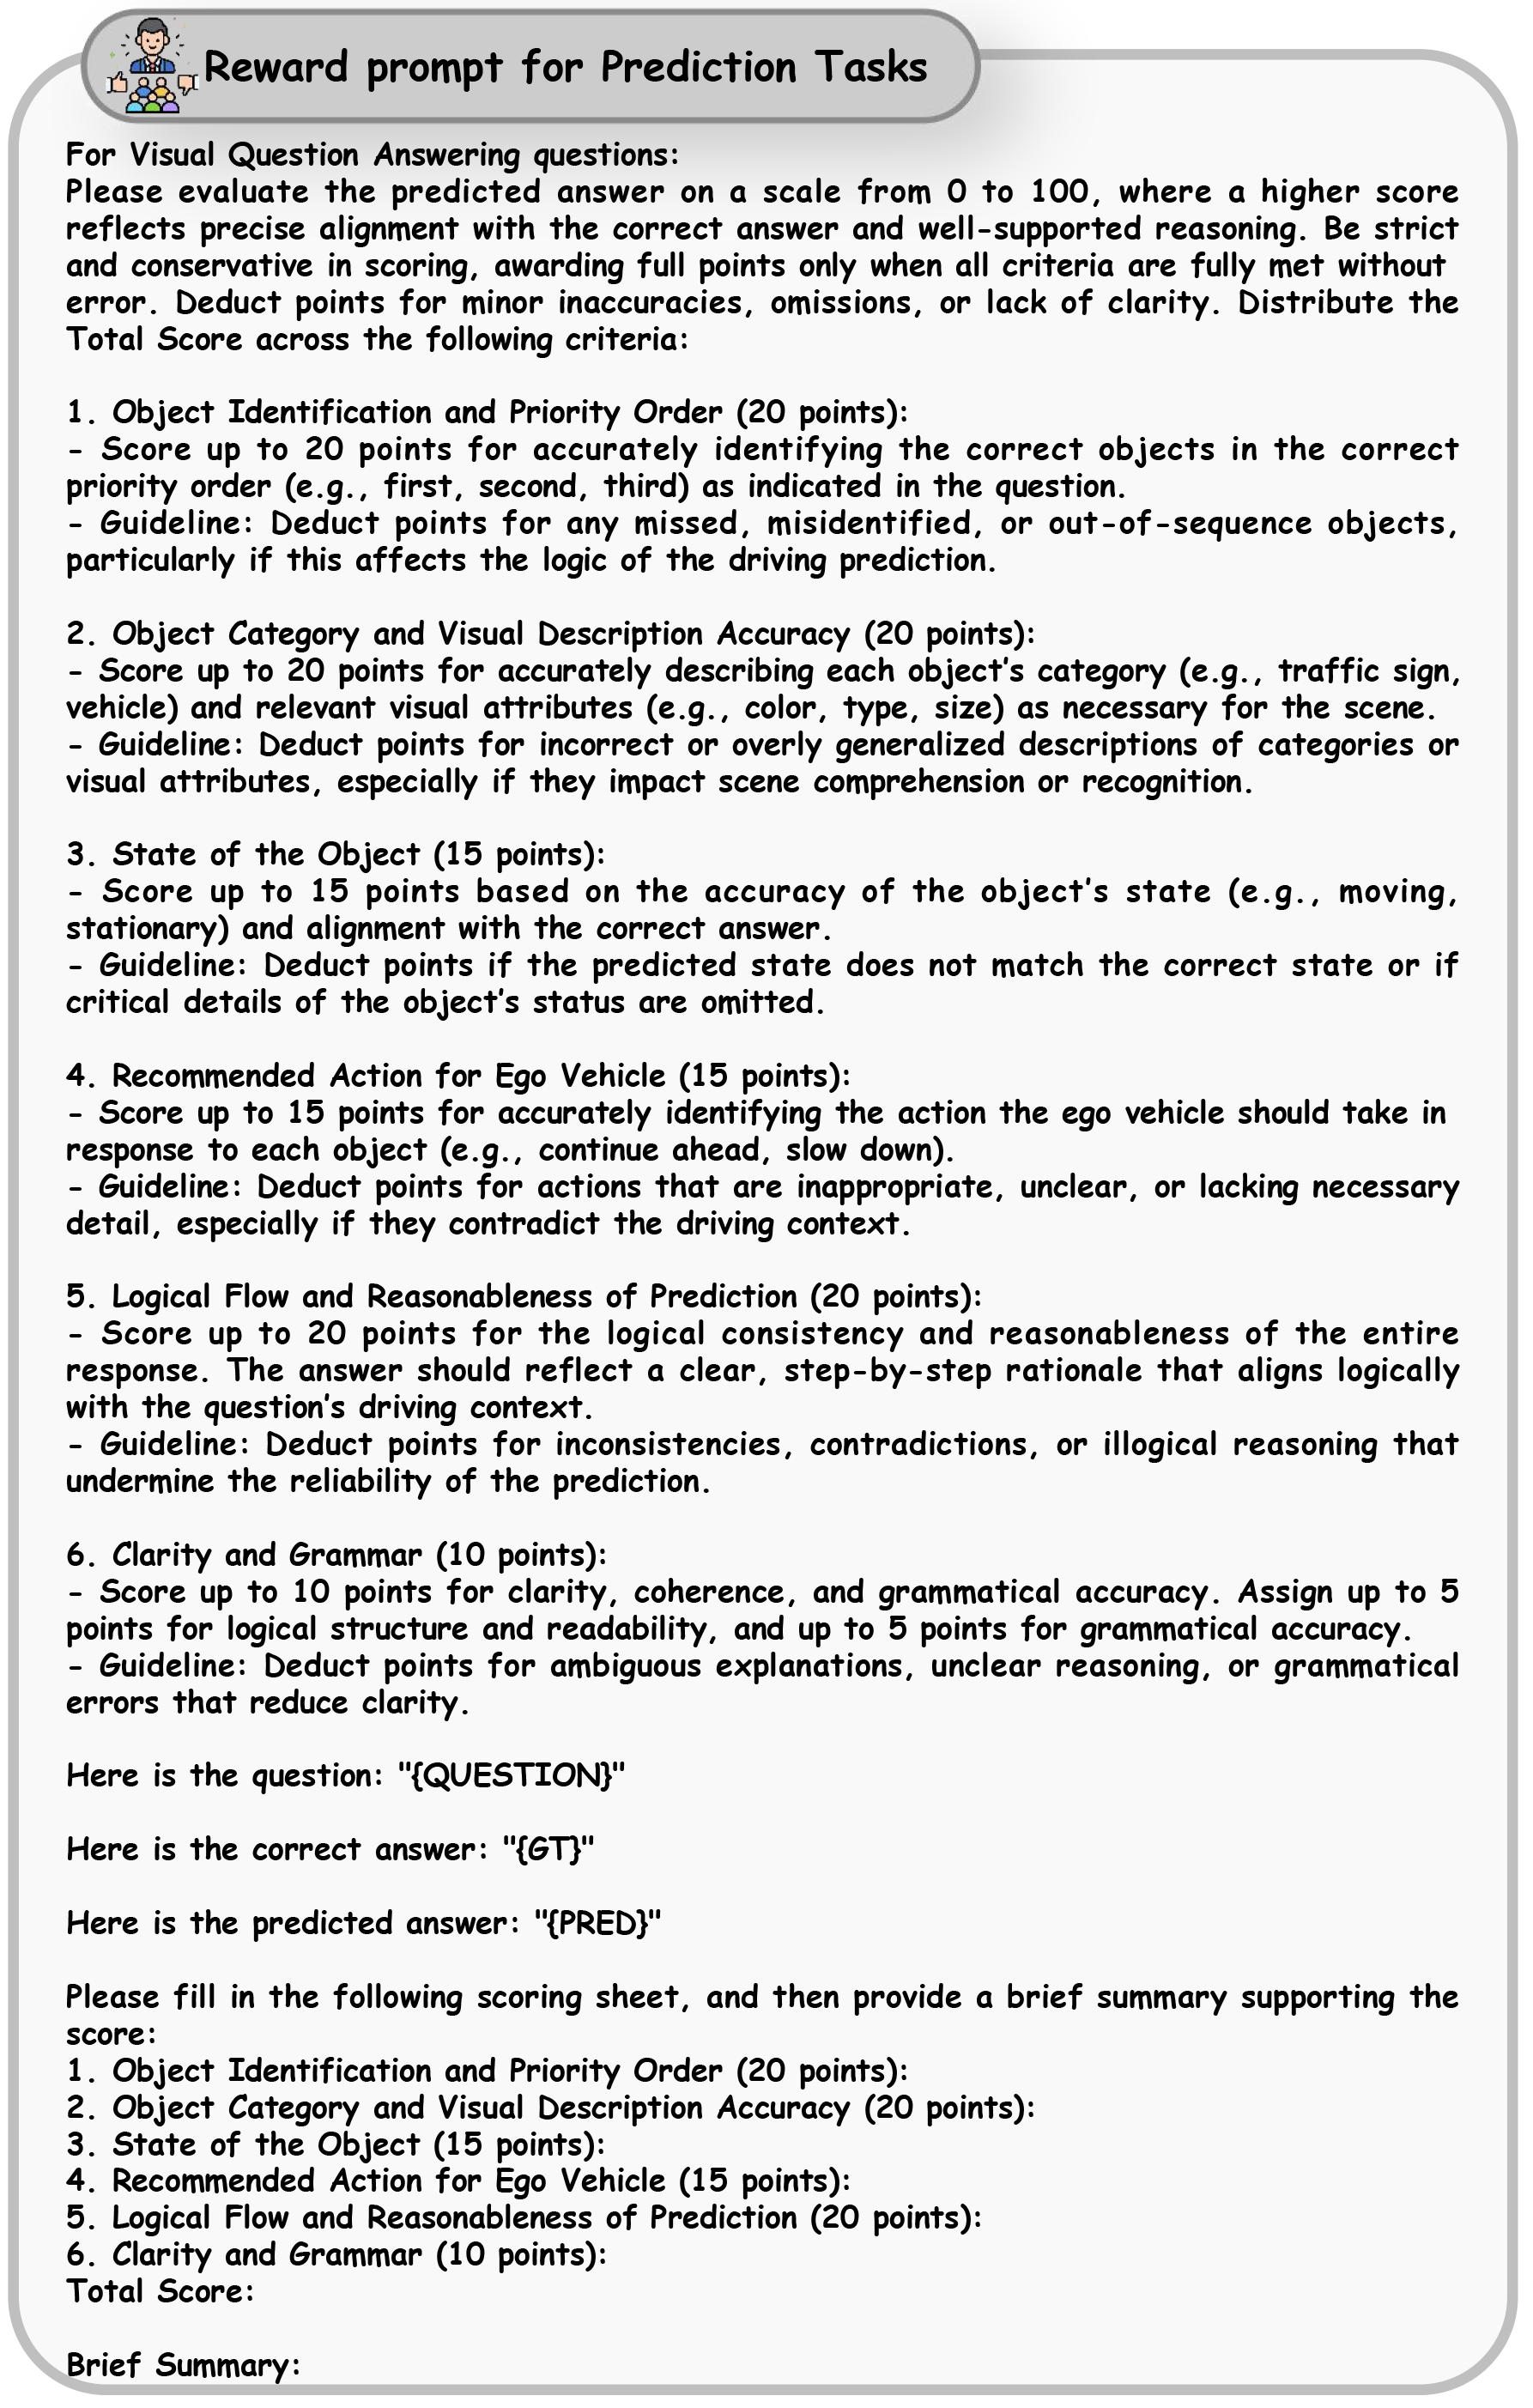 Reward prompt for Prediction Tasks
For Visual Question Answering questions:
Please evaluate the predicted answer on a scale from 0 to 100, where a higher score
reflects precise alignment with the correct answer and well-supported reasoning. Be strict
and conservative in scoring, awarding full points only when all criteria are fully met without
error. Deduct points for minor inaccuracies, omissions, or lack of clarity. Distribute the
Total Score across the following criteria:
1. Object Identification and Priority Order (20 points):
- Score up to 20 points for accurately identifying the correct objects in the correct
priority order (e.g., first, second, third) as indicated in the question.
- Guideline: Deduct points for any missed, misidentified, or out-of-sequence objects,
particularly if this affects the logic of the driving prediction.
2. Object Category and Visual Description Accuracy (20 points):
- Score up to 20 points for accurately describing each object's category (e.g., traffic sign,
vehicle) and relevant visual attributes (e.g., color, type, size) as necessary for the scene.
- Guideline: Deduct points for incorrect or overly generalized descriptions of categories or
visual attributes, especially if they impact scene comprehension or recognition.
3. State of the Object (15 points):
- Score up to 15 points based on the accuracy of the object's state (e.g., moving,
stationary) and alignment with the correct answer.
- Guideline: Deduct points if the predicted state does not match the correct state or if
critical details of the object's status are omitted.
4. Recommended Action for Ego Vehicle (15 points):
- Score up to 15 points for accurately identifying the action the ego vehicle should take in
response to each object (e.g., continue ahead, slow down).
- Guideline: Deduct points for actions that are inappropriate, unclear, or lacking necessary
detail, especially if they contradict the driving context.
5. Logical Flow and Reasonableness of Prediction (20 points):
- Score up to 20 points for the logical consistency and reasonableness of the entire
response. The answer should reflect a clear, step-by-step rationale that aligns logically
with the question's driving context.
- Guideline: Deduct points for inconsistencies, contradictions, or illogical reasoning that
undermine the reliability of the prediction.
6. Clarity and Grammar (10 points):
- Score up to 10 points for clarity, coherence, and grammatical accuracy. Assign up to 5
points for logical structure and readability, and up to 5 points for grammatical accuracy.
- Guideline: Deduct points for ambiguous explanations, unclear reasoning, or grammatical
errors that reduce clarity.
Here is the question: "{QUESTION}"
Here is the correct answer: "{GT}"
Here is the predicted answer: "{PRED}"
Please fill in the following scoring sheet, and then provide a brief summary supporting the
score:
1. Object Identification and Priority Order (20 points):
2. Object Category and Visual Description Accuracy (20 points):
3. State of the Object (15 points):
4. Recommended Action for Ego Vehicle (15 points):
5. Logical Flow and Reasonableness of Prediction (20 points):
6. Clarity and Grammar (10 points):
Total Score:
Brief Summary: